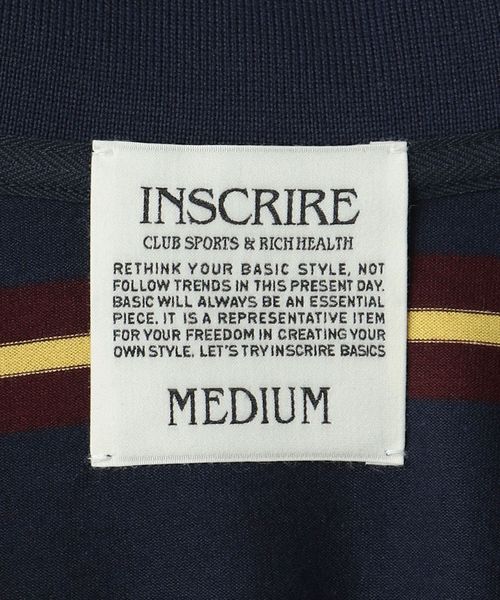 INSCRIRE
CLUB SPORTS & RICH HEALTH
RETHINK YOUR BASIC STYLE, NOT
FOLLOW TRENDS IN THIS PRESENT DAY.
BASIC WILL ALWAYS BE AN ESSENTIAL
PIECE. IT IS A REPRESENTATIVE ITEM
FOR YOUR FREEDOM IN CREATING YOUR
OWN STYLE. LET'S TRY INSCRIRE BASICS
MEDIUM